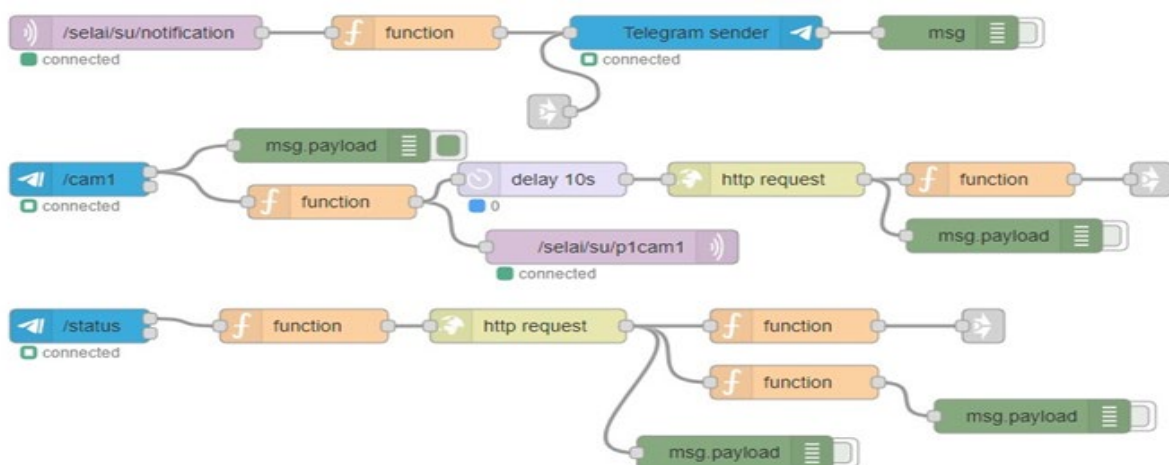 /selai/su/notification
function
Telegram sender
msg
connected
connected
msg.payload
/cam1
delay 10s
http request
function
connected
function
0
/selai/su/p1cam1
msg.payload
connected
/status
function
http request
function
connected
function
msg.payload
msg.payload